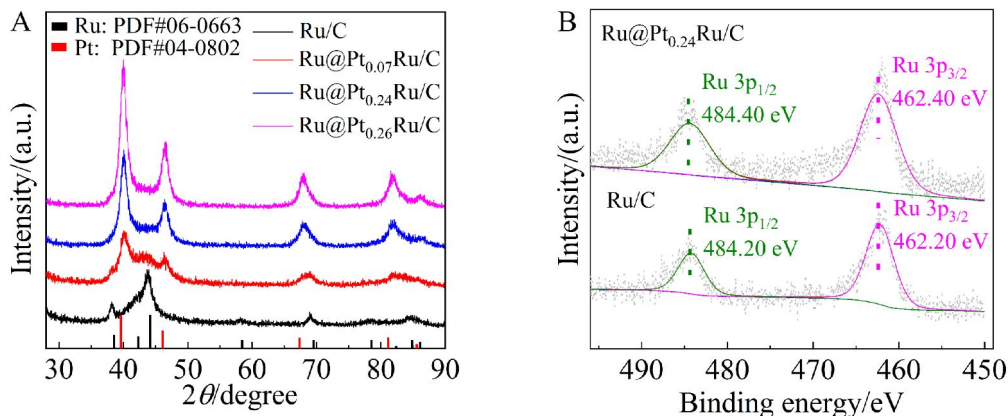 A
Ru: PDF#06-0663
Pt: PDF#04-0802
Ru/C
Ru@Pt0.07Ru/C
Ru@Pt0.24Ru/C
Ru@Pt0.26Ru/C
Intensity/(a.u.)
30 40 50 60 70 80 90
2θ/degree
B
Ru@Pt0.24Ru/C
Ru 3p1/2
484.40 eV
Ru 3p3/2
462.40 eV
Ru/C
Ru 3p1/2
484.20 eV
Ru 3p3/2
462.20 eV
Intensity/(a.u.)
490 480 470 460 450
Binding energy/eV